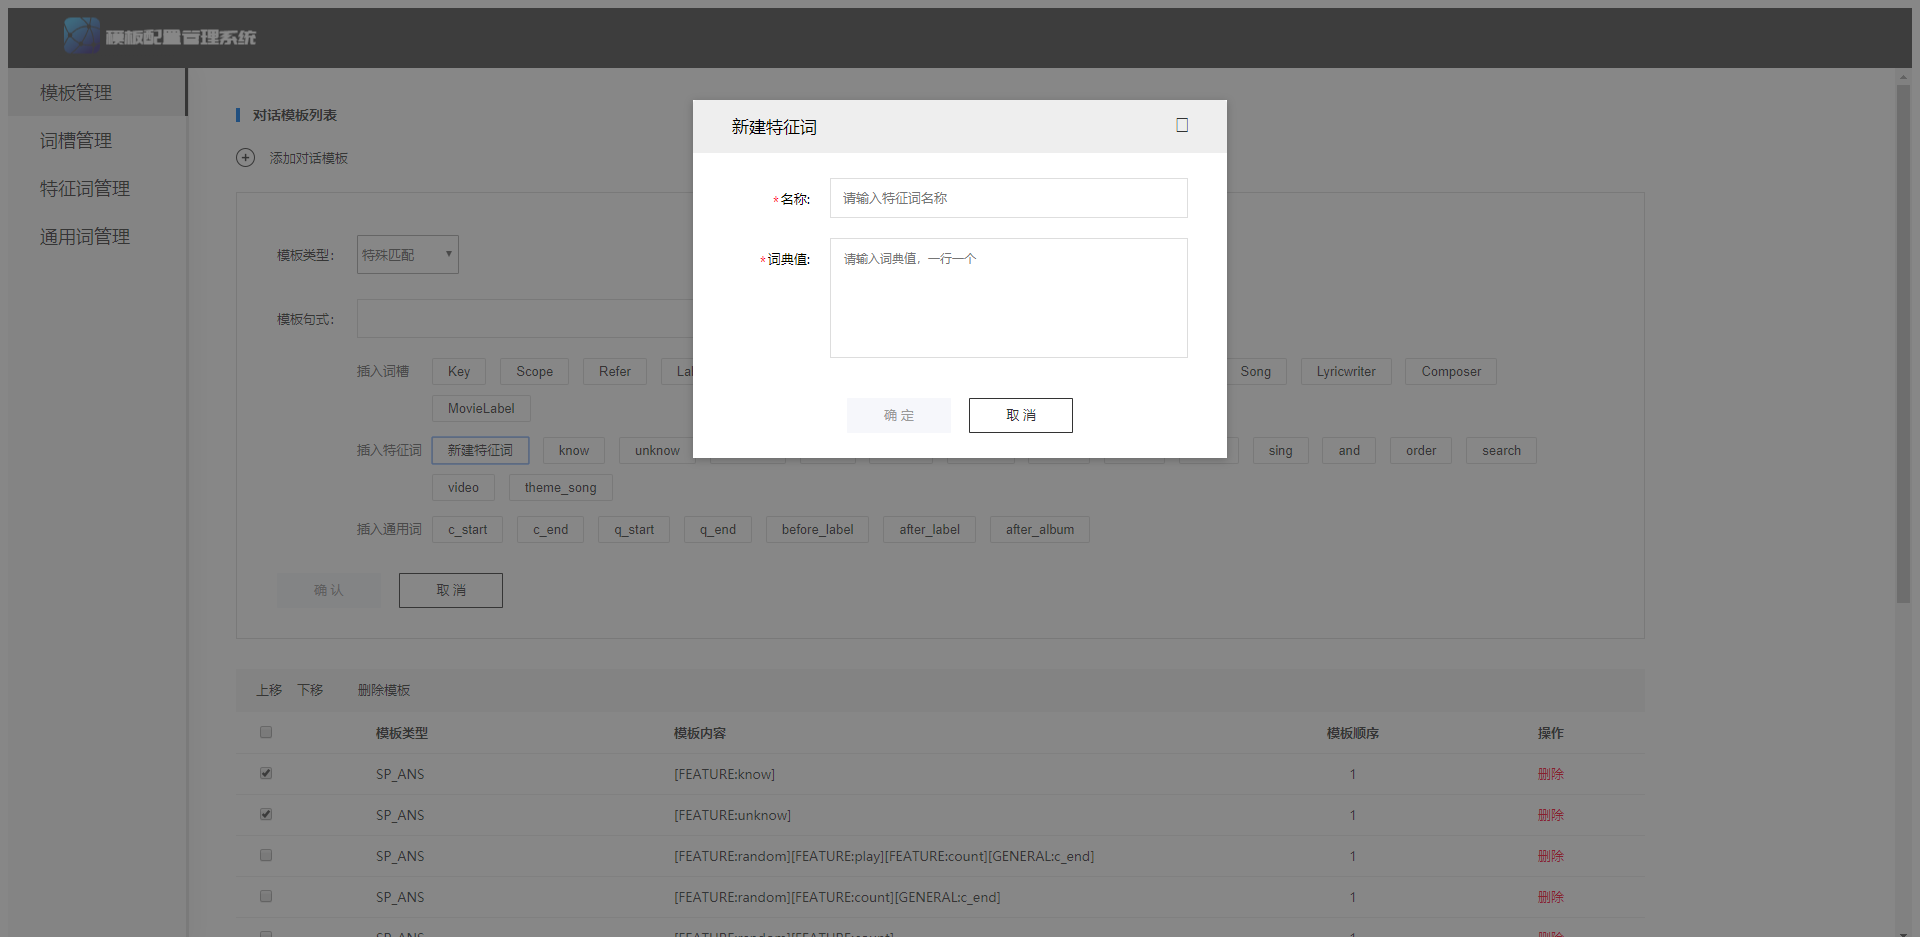 模板配置管理系统
模板管理
词槽管理
特征词管理
通用词管理
对话模板列表
添加对话模板
模板类型:
特殊匹配
模板句式:
插入词槽 Key Scope Refer Song Lyricwriter Composer
MovieLabel
插入特征词 新建特征词 know unknow sing and order search
video theme_song
插入通用词 c_start c_end q_start q_end before_label after_label after_album
确 认 取 消
新建特征词
*名称: 请输入特征词名称
*词典值: 请输入词典值，一行一个
确 定 取 消
上移 下移 删除模板
模板类型 模板内容 模板顺序 操作
SP_ANS [FEATURE:know] 1 删除
SP_ANS [FEATURE:unknow] 1 删除
SP_ANS [FEATURE:random][FEATURE:play][FEATURE:count][GENERAL:c_end] 1 删除
SP_ANS [FEATURE:random][FEATURE:count][GENERAL:c_end] 1 删除
SP_ANS [FEATURE:random][FEATURE:count] 1 删除